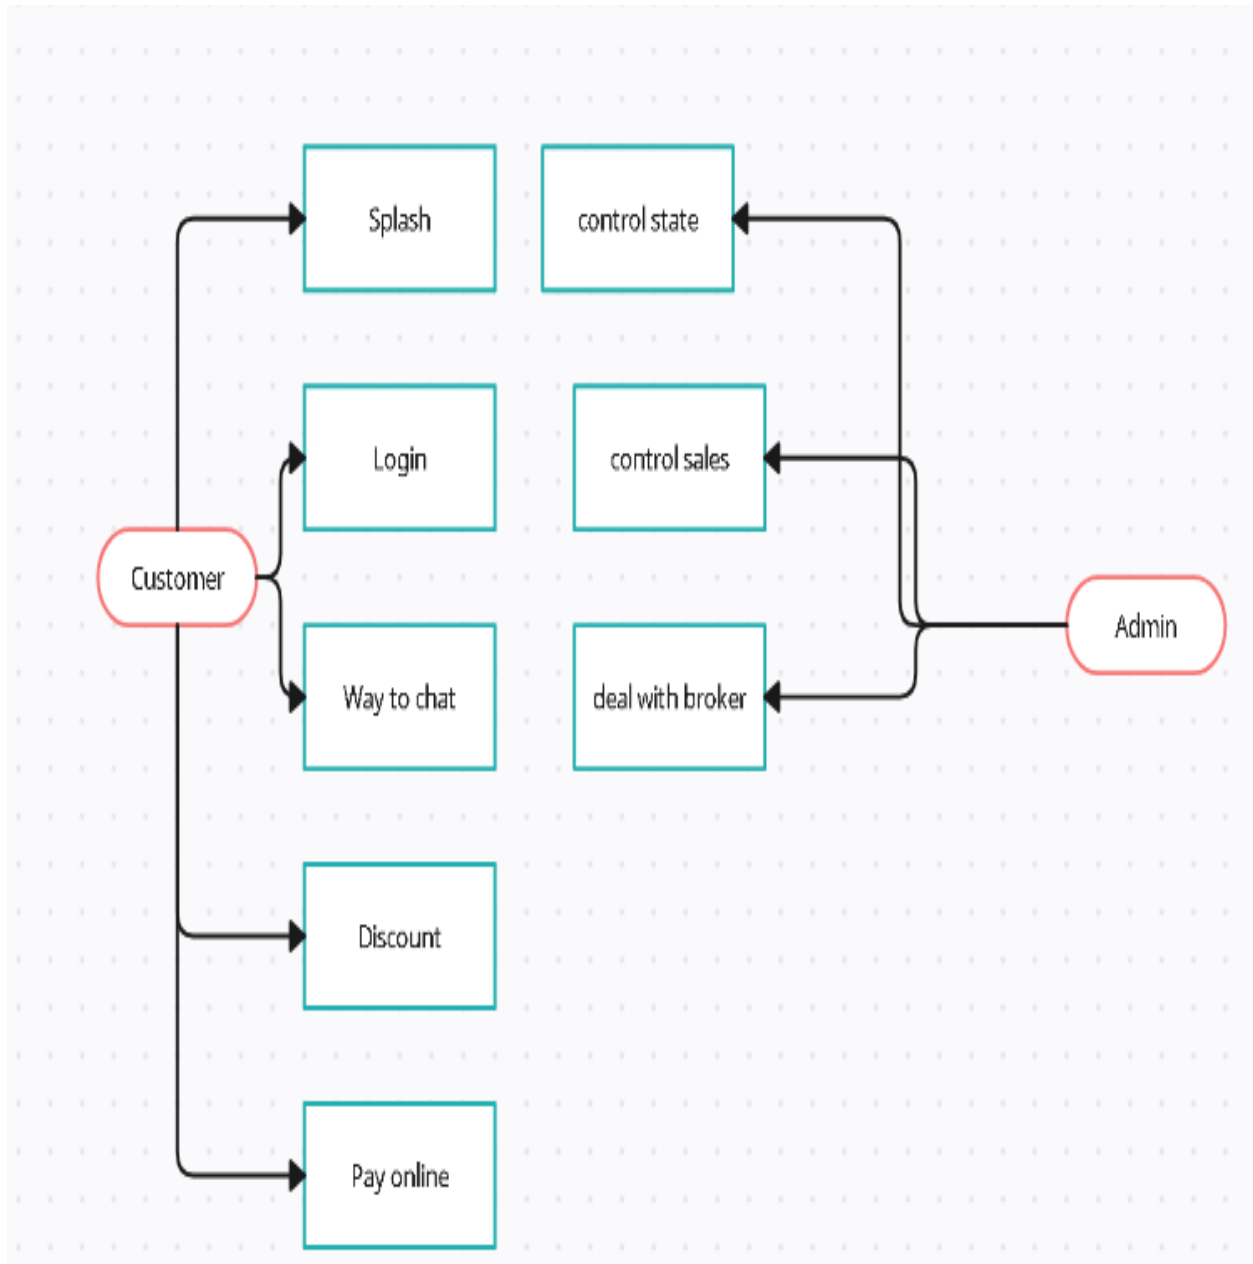 Splash
control state
Login
control sales
Customer
Admin
Way to chat
deal with broker
Discount
Pay online